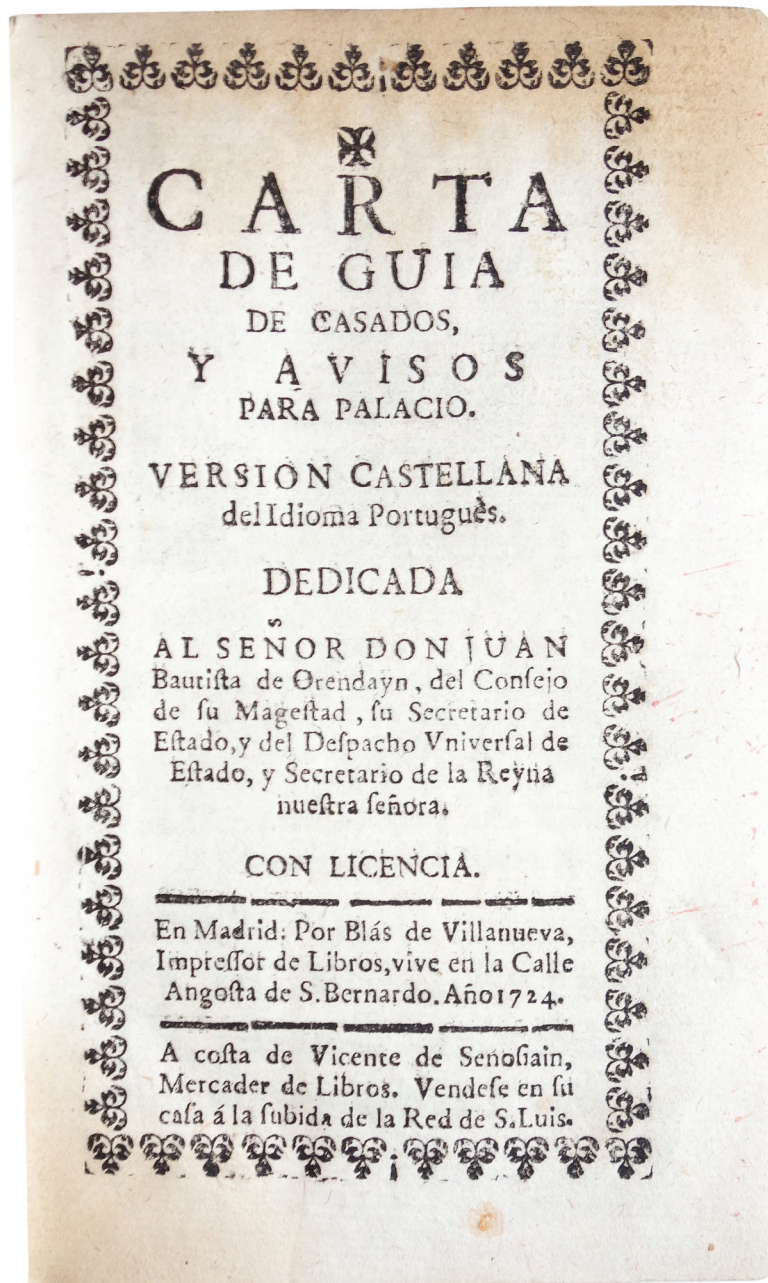 CARTA
DE GUIA
DE CASADOS,
Y AVISOS
PARA PALACIO.
VERSION CASTELLANA
del Idioma Portuguès.
DEDICADA
AL SEÑOR DON JUAN
Bautiſta de Orendayn, del Conſejo
de ſu Mageſtad, ſu Secretario de
Eſtado, y del Deſpacho Vniverſal de
Eſtado, y Secretario de la Reyna
nueſtra ſeñora.
CON LICENCIA.
En Madrid: Por Blás de Villanueva,
Impreſſor de Libros, vive en la Calle
Angoſta de S. Bernardo. Año 1724.
A coſta de Vicente de Senoſiain,
Mercader de Libros. Vendeſe en ſu
caſa á la ſubida de la Red de S. Luis.